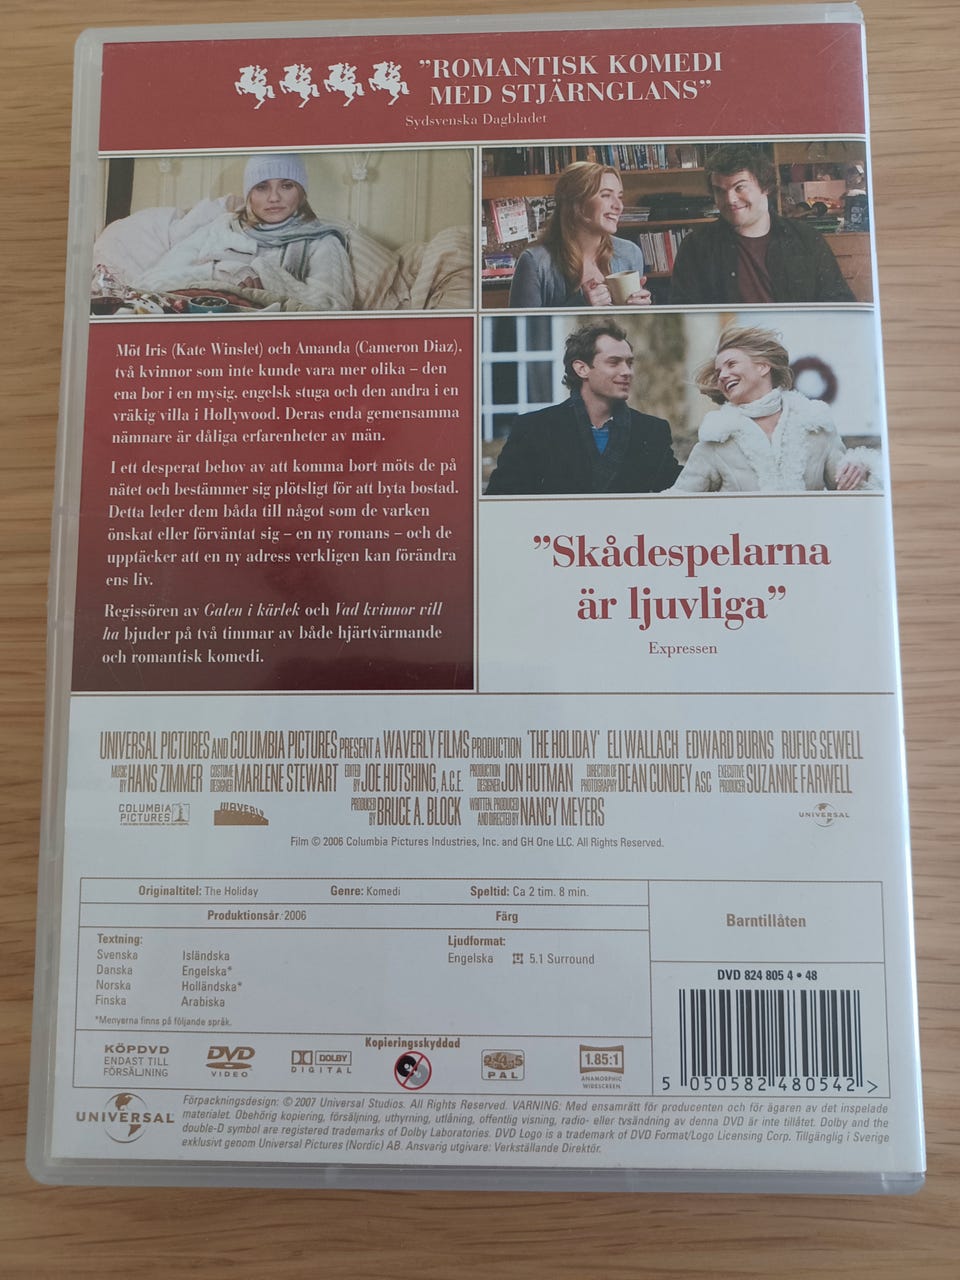 ”ROMANTISK KOMEDI
MED STJÄRNGLANS”
Sydsvenska Dagbladet
Möt Iris (Kate Winslet) och Amanda (Cameron Diaz),
två kvinnor som inte kunde vara mer olika – den
ena bor i en mysig, engelsk stuga och den andra i en
vräkig villa i Hollywood. Deras enda gemensamma
nämnare är dåliga erfarenheter av män.
I ett desperat behov av att komma bort möts de på
nätet och bestämmer sig plötsligt för att byta bostad.
Detta leder dem båda till något som de varken
önskat eller förväntat sig – en ny romans – och de
upptäcker att en ny adress verkligen kan förändra
ens liv.
Regissören av Galen i kärlek och Vad kvinnor vill
ha bjuder på två timmar av både hjärtvärmande
och romantisk komedi.
”Skådespelarna
är ljuvliga”
Expressen
UNIVERSAL PICTURES AND COLUMBIA PICTURES PRESENT A WAVERLY FILMS PRODUCTION 'THE HOLIDAY' ELI WALLACH EDWARD BURNS RUFUS SEWELL
MUSIC BY HANS ZIMMER COSTUME DESIGNER MARLENE STEWART EDITED BY JOE HUTSHING, A.C.E. PRODUCTION DESIGNER JON HUTMAN DIRECTOR OF PHOTOGRAPHY DEAN CUNDEY ASC EXECUTIVE PRODUCER SUZANNE FARWELL
PRODUCED BY BRUCE A. BLOCK WRITTEN, PRODUCED AND DIRECTED BY NANCY MEYERS
COLUMBIA PICTURES
WAVERLY
UNIVERSAL
Film © 2006 Columbia Pictures Industries, Inc. and GH One LLC. All Rights Reserved.
Originaltitel: The Holiday Genre: Komedi Speltid: Ca 2 tim. 8 min.
Produktionsår: 2006 Färg
Barntillåten
Textning:
Svenska Isländska
Danska Engelska*
Norska Holländska*
Finska Arabiska
*Menyerna finns på följande språk.
Ljudformat:
Engelska 5.1 Surround
DVD 824 805 4 • 48
5 050582 480542 >
KÖPDVD
ENDAST TILL
FÖRSÄLJNING
DVD
VIDEO
DOLBY
DIGITAL
Kopieringsskyddad
2•4•5
PAL
1.85:1
ANAMORPHIC
WIDESCREEN
UNIVERSAL
Förpackningsdesign: © 2007 Universal Studios. All Rights Reserved. VARNING: Med ensamrätt för producenten och för ägaren av det inspelade
materialet. Obehörig kopiering, försäljning, uthyrning, utlåning, offentlig visning, radio- eller tvsändning av denna DVD är inte tillåtet. Dolby and the
double-D symbol are registered trademarks of Dolby Laboratories. DVD Logo is a trademark of DVD Format/Logo Licensing Corp. Tillgänglig i Sverige
exklusivt genom Universal Pictures (Nordic) AB. Ansvarig utgivare: Verkställande Direktör.